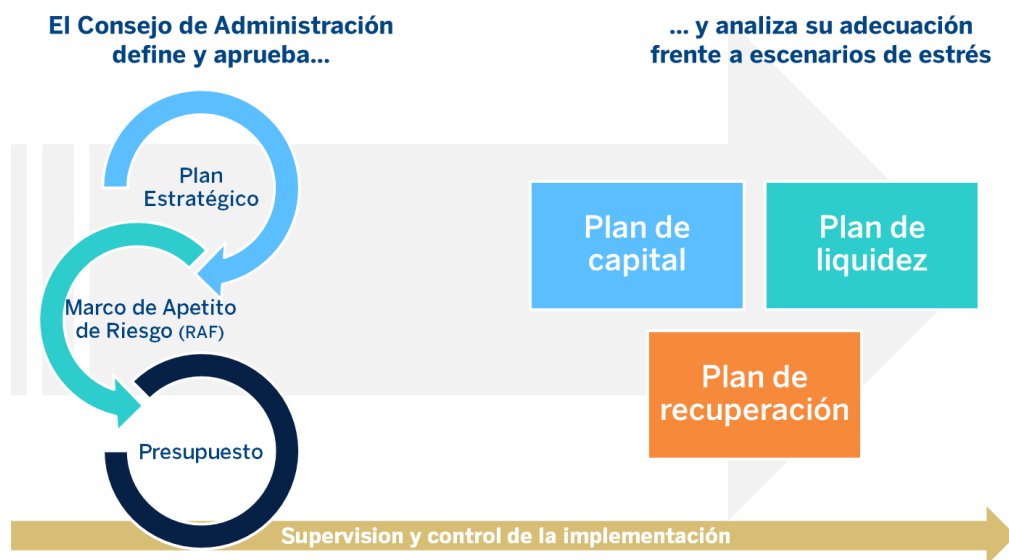 El Consejo de Administración
define y aprueba...
... y analiza su adecuación
frente a escenarios de estrés
Plan
Estratégico
Marco de Apetito
de Riesgo (RAF)
Presupuesto
Plan de
capital
Plan de
liquidez
Plan de
recuperación
Supervision y control de la implementación